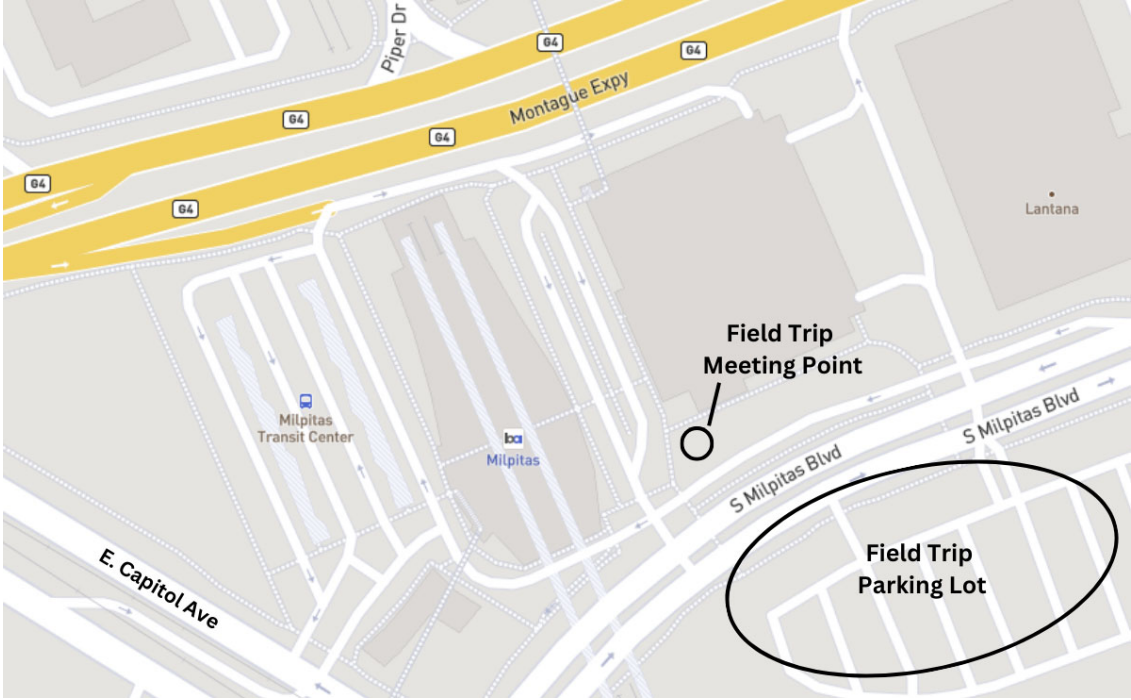 Piper Dr
G4
G4
Montague Expy
G4
G4
G4
G4
Lantana
Field Trip
Meeting Point
Milpitas
Transit Center
Milpitas
S Milpitas Blvd
S Milpitas Blvd
E. Capitol Ave
Field Trip
Parking Lot